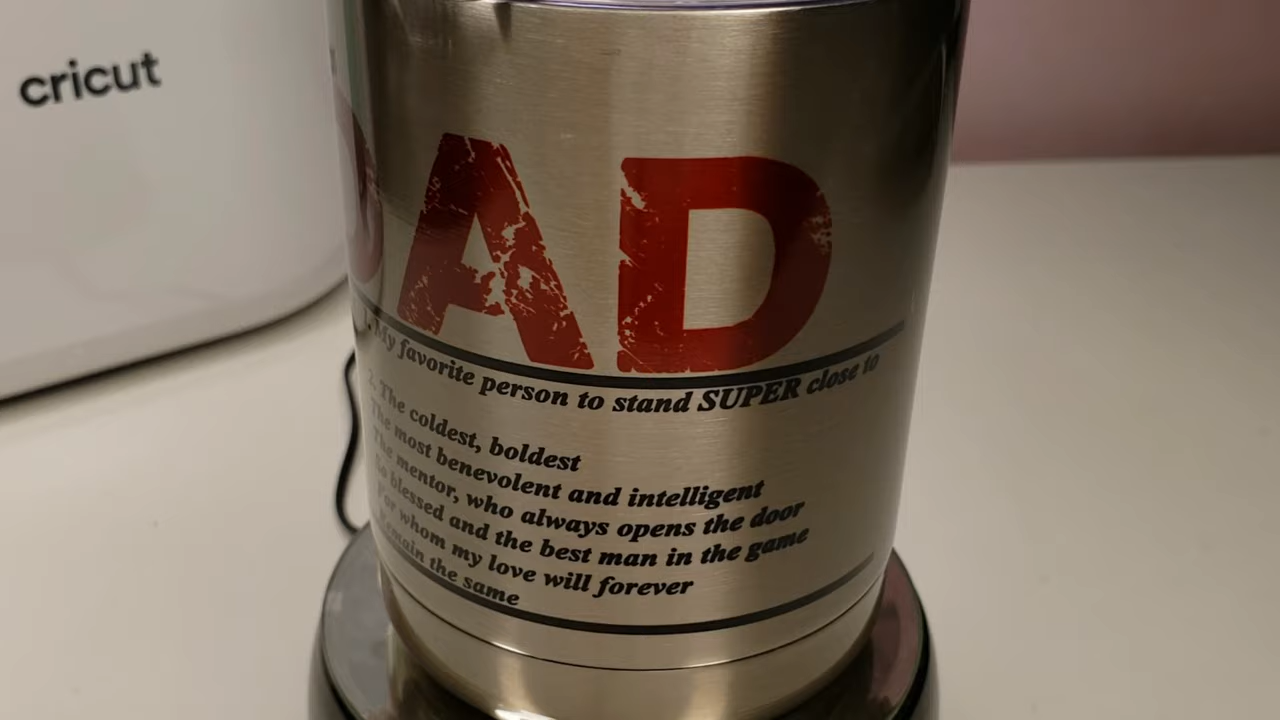 cricut
DAD
1. My favorite person to stand SUPER close to
2. The coldest, boldest
The most benevolent and intelligent
The mentor, who always opens the door
So blessed and the best man in the game
For whom my love will forever
Remain the same